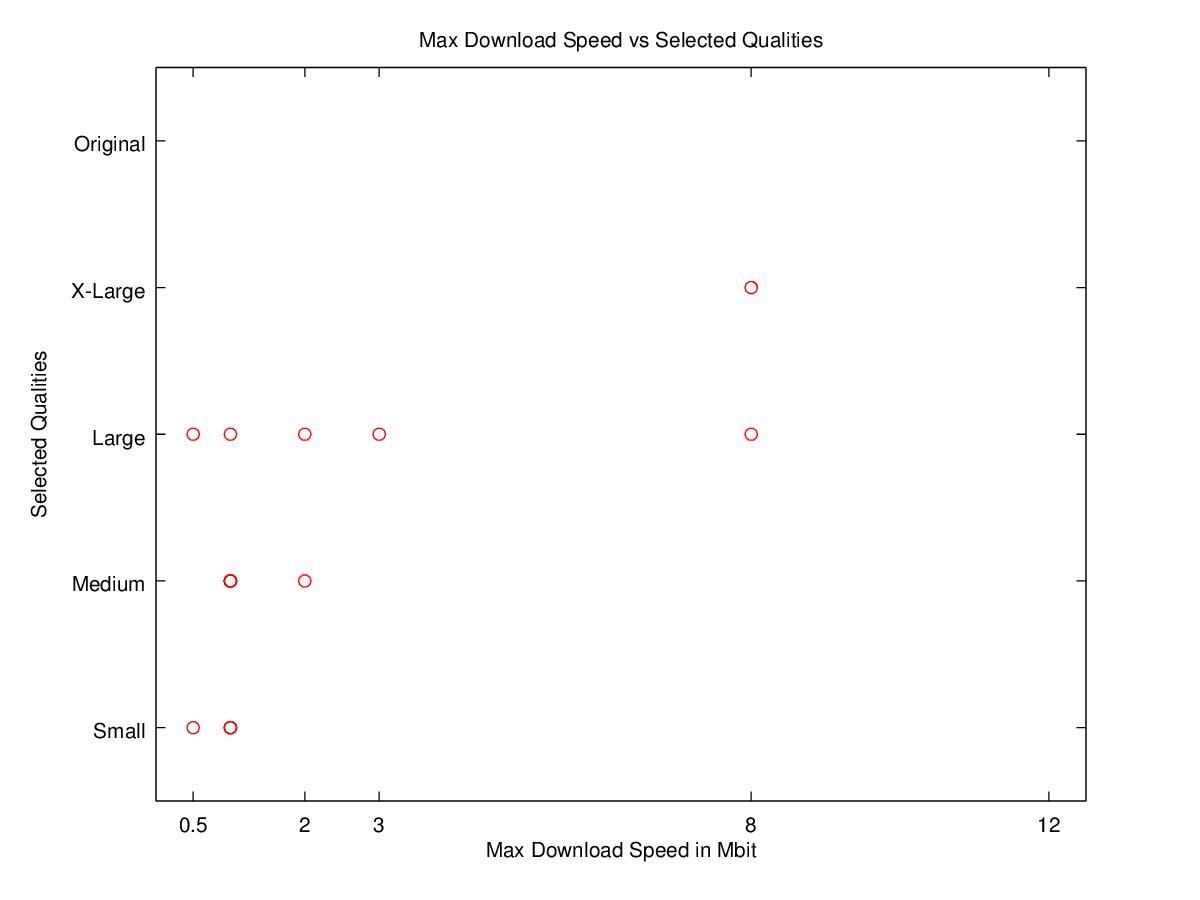 Max Download Speed vs Selected Qualities
Original
X-Large
Large
Medium
Small
Selected Qualities
0.5 2 3 8 12
Max Download Speed in Mbit